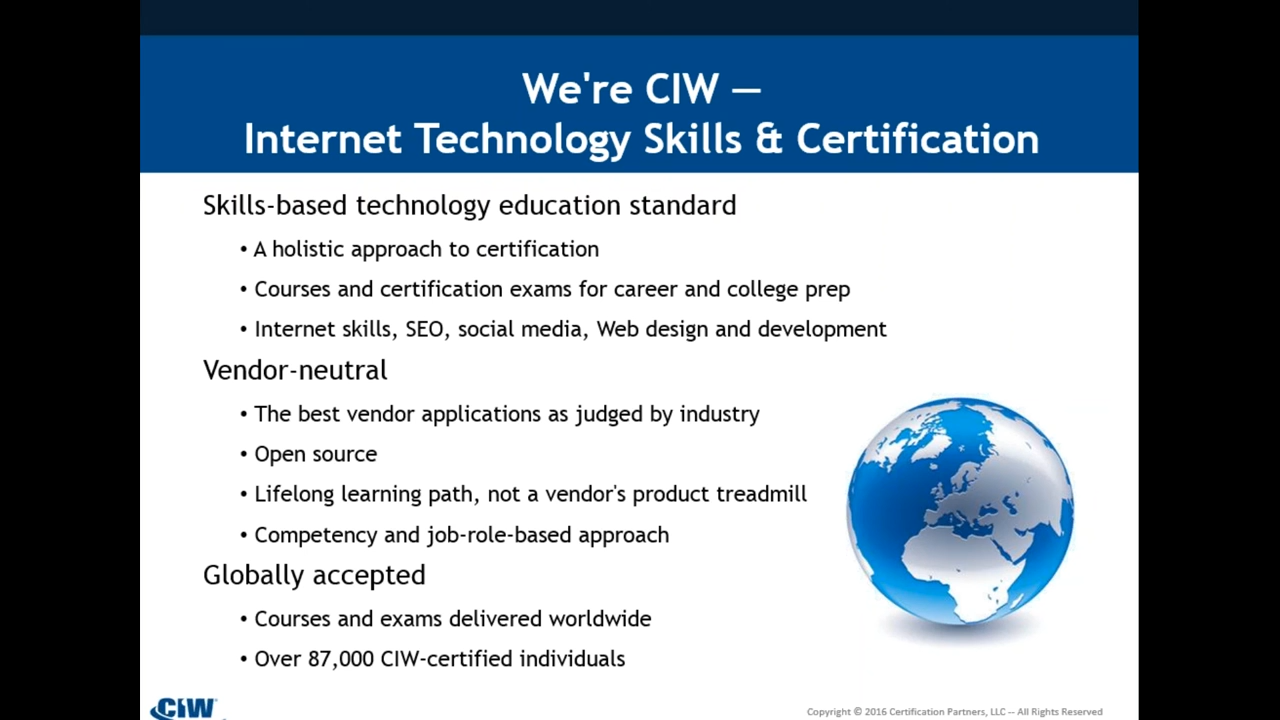 We're CIW —
Internet Technology Skills & Certification
Skills-based technology education standard
• A holistic approach to certification
• Courses and certification exams for career and college prep
• Internet skills, SEO, social media, Web design and development
Vendor-neutral
• The best vendor applications as judged by industry
• Open source
• Lifelong learning path, not a vendor's product treadmill
• Competency and job-role-based approach
Globally accepted
• Courses and exams delivered worldwide
• Over 87,000 CIW-certified individuals
CIW
Copyright © 2016 Certification Partners, LLC -- All Rights Reserved